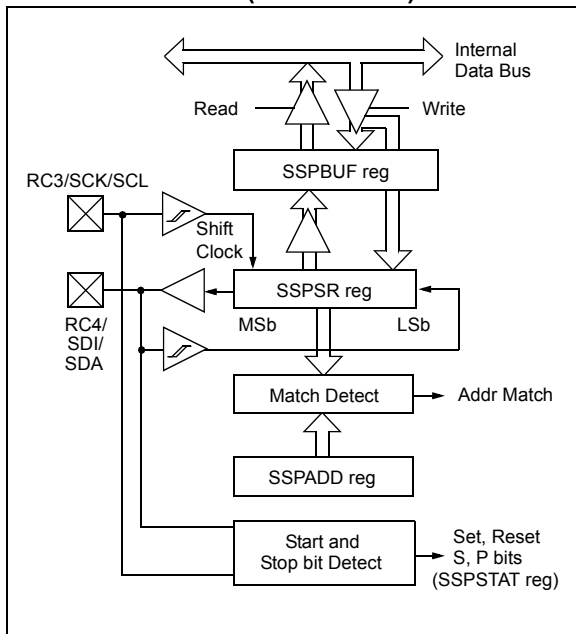 Internal
Data Bus
Read
Write
SSPBUF reg
RC3/SCK/SCL
Shift
Clock
SSPSR reg
MSb
LSb
RC4/
SDI/
SDA
Match Detect
Addr Match
SSPADD reg
Start and
Stop bit Detect
Set, Reset
S, P bits
(SSPSTAT reg)